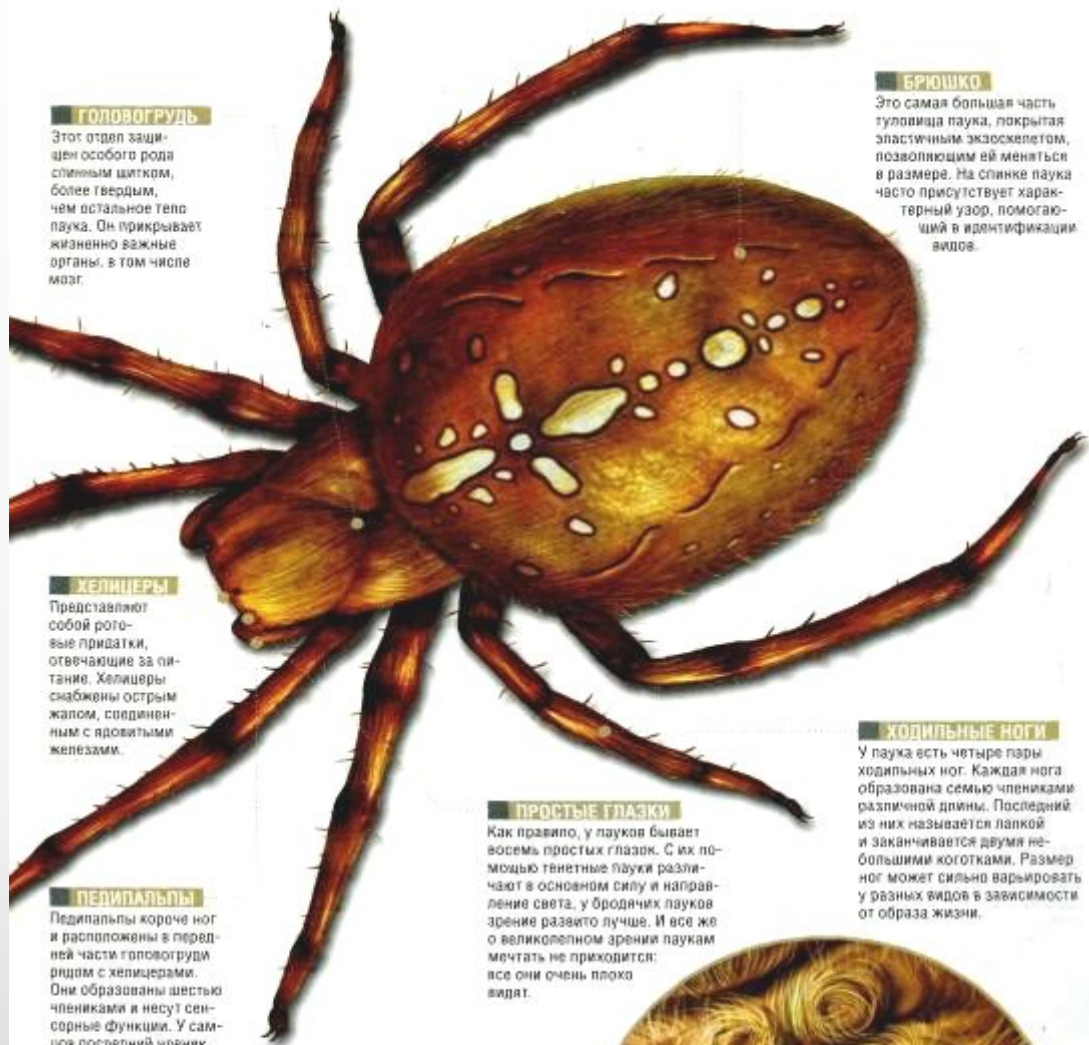 ГОЛОВОГРУДЬ
Этот отдел защи-
щен особого рода
спинным щитком,
более твердым,
чем остальное тело
паука. Он прикрывает
жизненно важные
органы, в том числе
мозг.
БРЮШКО
Это самая большая часть
туловища паука, покрытая
эластичным экзоскелетом,
позволяющим ей меняться
в размере. На спинке паука
часто присутствует харак-
терный узор, помогаю-
щий в идентификации
видов.
ХЕЛИЦЕРЫ
Представляют
собой рото-
вые придатки,
отвечающие за пи-
тание. Хелицеры
снабжены острым
жалом, соединен-
ным с ядовитыми
железами.
ПРОСТЫЕ ГЛАЗКИ
Как правило, у пауков бывает
восемь простых глазок. С их по-
мощью тенетные пауки разли-
чают в основном силу и направ-
ление света, у бродячих пауков
зрение развито лучше. И все же
о великолепном зрении паукам
мечтать не приходится:
все они очень плохо
видят.
ХОДИЛЬНЫЕ НОГИ
У паука есть четыре пары
ходильных ног. Каждая нога
образована семью члениками
различной длины. Последний
из них называется лапкой
и заканчивается двумя не-
большими коготками. Размер
ног может сильно варьировать
у разных видов в зависимости
от образа жизни.
ПЕДИПАЛЬПЫ
Педипальпы короче ног
и расположены в перед-
ней части головогруди
рядом с хелицерами.
Они образованы шестью
члениками и несут сен-
сорные функции. У сам-
цов последний членик